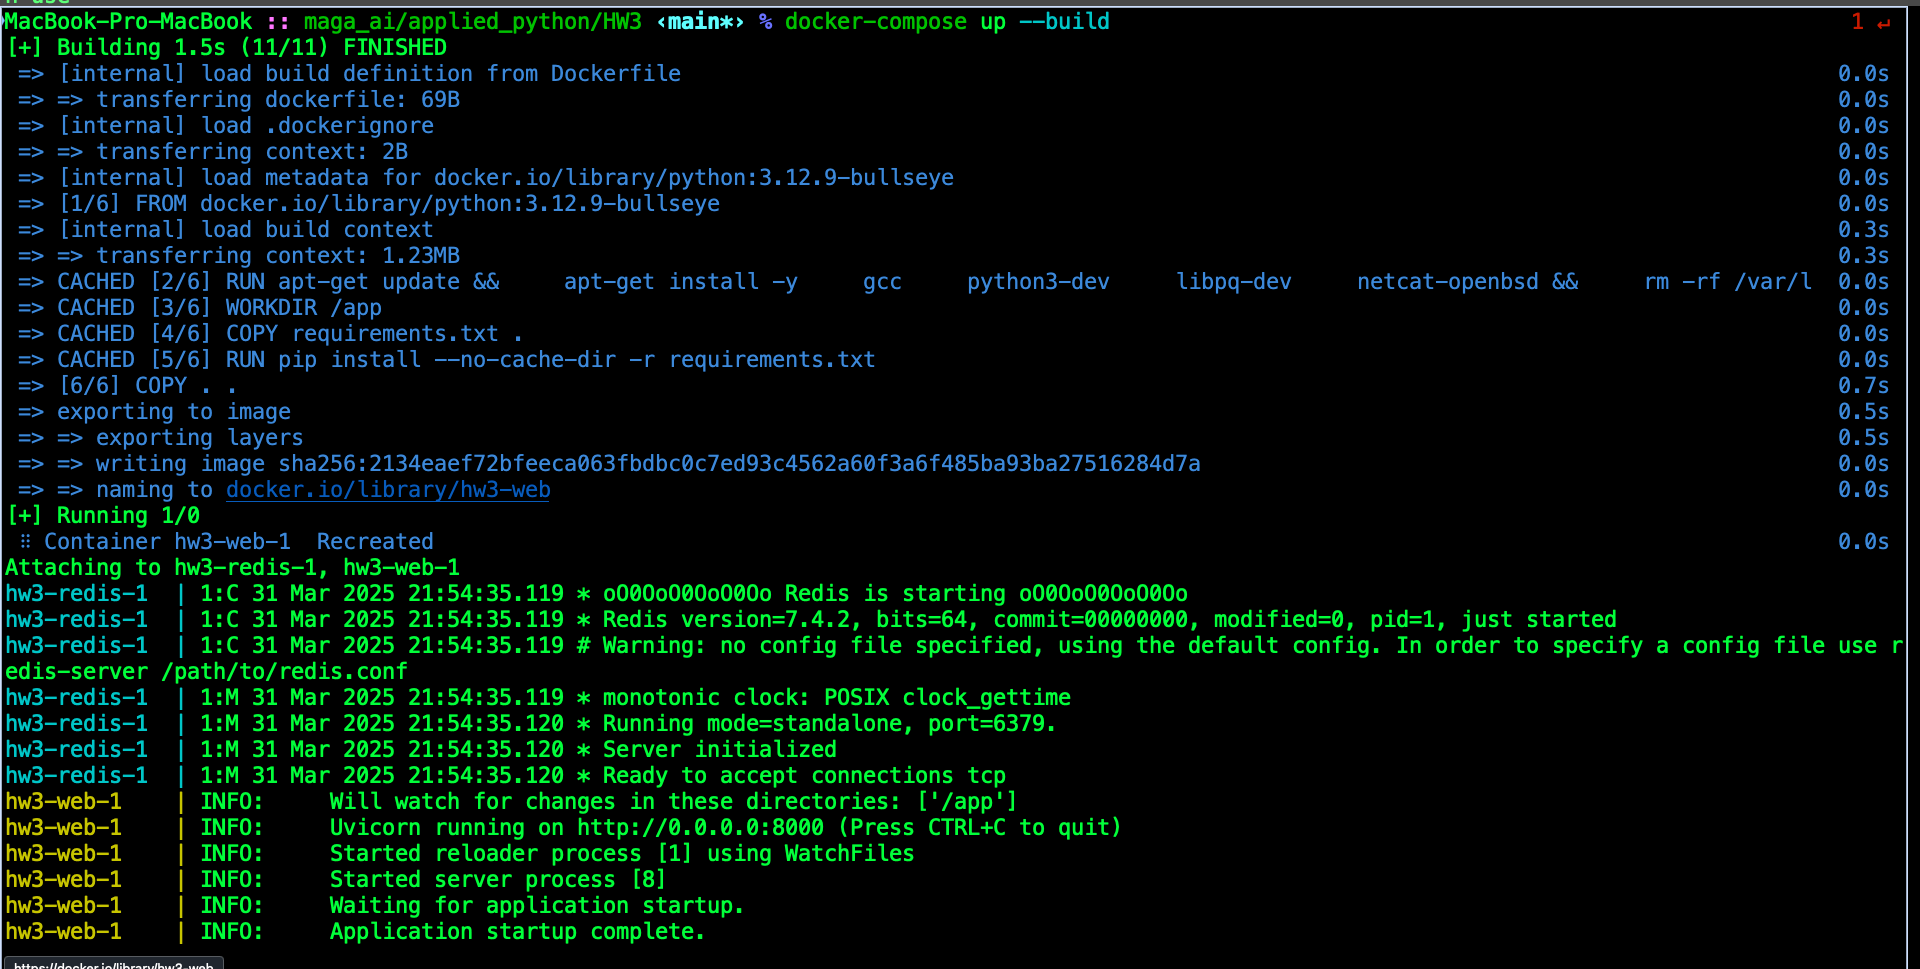 MacBook-Pro-MacBook :: maga_ai/applied_python/HW3 ‹main*› % docker-compose up --build 1 ↵
[+] Building 1.5s (11/11) FINISHED
=> [internal] load build definition from Dockerfile 0.0s
=> => transferring dockerfile: 69B 0.0s
=> [internal] load .dockerignore 0.0s
=> => transferring context: 2B 0.0s
=> [internal] load metadata for docker.io/library/python:3.12.9-bullseye 0.0s
=> [1/6] FROM docker.io/library/python:3.12.9-bullseye 0.0s
=> [internal] load build context 0.3s
=> => transferring context: 1.23MB 0.3s
=> CACHED [2/6] RUN apt-get update &&     apt-get install -y     gcc     python3-dev     libpq-dev     netcat-openbsd &&     rm -rf /var/l 0.0s
=> CACHED [3/6] WORKDIR /app 0.0s
=> CACHED [4/6] COPY requirements.txt . 0.0s
=> CACHED [5/6] RUN pip install --no-cache-dir -r requirements.txt 0.0s
=> [6/6] COPY . . 0.7s
=> exporting to image 0.5s
=> => exporting layers 0.5s
=> => writing image sha256:2134eaef72bfeeca063fbdbc0c7ed93c4562a60f3a6f485ba93ba27516284d7a 0.0s
=> => naming to docker.io/library/hw3-web 0.0s
[+] Running 1/0
⠿ Container hw3-web-1  Recreated 0.0s
Attaching to hw3-redis-1, hw3-web-1
hw3-redis-1  | 1:C 31 Mar 2025 21:54:35.119 * oO0OoO0OoO0Oo Redis is starting oO0OoO0OoO0Oo
hw3-redis-1  | 1:C 31 Mar 2025 21:54:35.119 * Redis version=7.4.2, bits=64, commit=00000000, modified=0, pid=1, just started
hw3-redis-1  | 1:C 31 Mar 2025 21:54:35.119 # Warning: no config file specified, using the default config. In order to specify a config file use r
edis-server /path/to/redis.conf
hw3-redis-1  | 1:M 31 Mar 2025 21:54:35.119 * monotonic clock: POSIX clock_gettime
hw3-redis-1  | 1:M 31 Mar 2025 21:54:35.120 * Running mode=standalone, port=6379.
hw3-redis-1  | 1:M 31 Mar 2025 21:54:35.120 * Server initialized
hw3-redis-1  | 1:M 31 Mar 2025 21:54:35.120 * Ready to accept connections tcp
hw3-web-1    | INFO:     Will watch for changes in these directories: ['/app']
hw3-web-1    | INFO:     Uvicorn running on http://0.0.0.0:8000 (Press CTRL+C to quit)
hw3-web-1    | INFO:     Started reloader process [1] using WatchFiles
hw3-web-1    | INFO:     Started server process [8]
hw3-web-1    | INFO:     Waiting for application startup.
hw3-web-1    | INFO:     Application startup complete.
https://docker.io/library/hw3-web